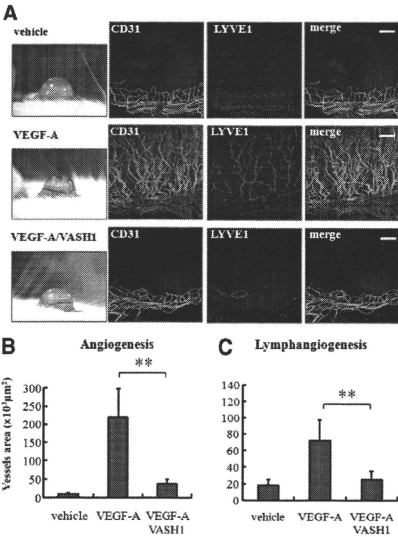 A
vehicle
CD31 LYVE1 merge
VEGF-A
CD31 LYVE1 merge
VEGF-A/VASH1
CD31 LYVE1 merge
B Angiogenesis
Vessels area (×10³μm²)
300
250
200
150
100
50
0
**
vehicle VEGF-A VEGF-A
VASH1
C Lymphangiogenesis
140
120
100
80
60
40
20
0
**
vehicle VEGF-A VEGF-A
VASH1